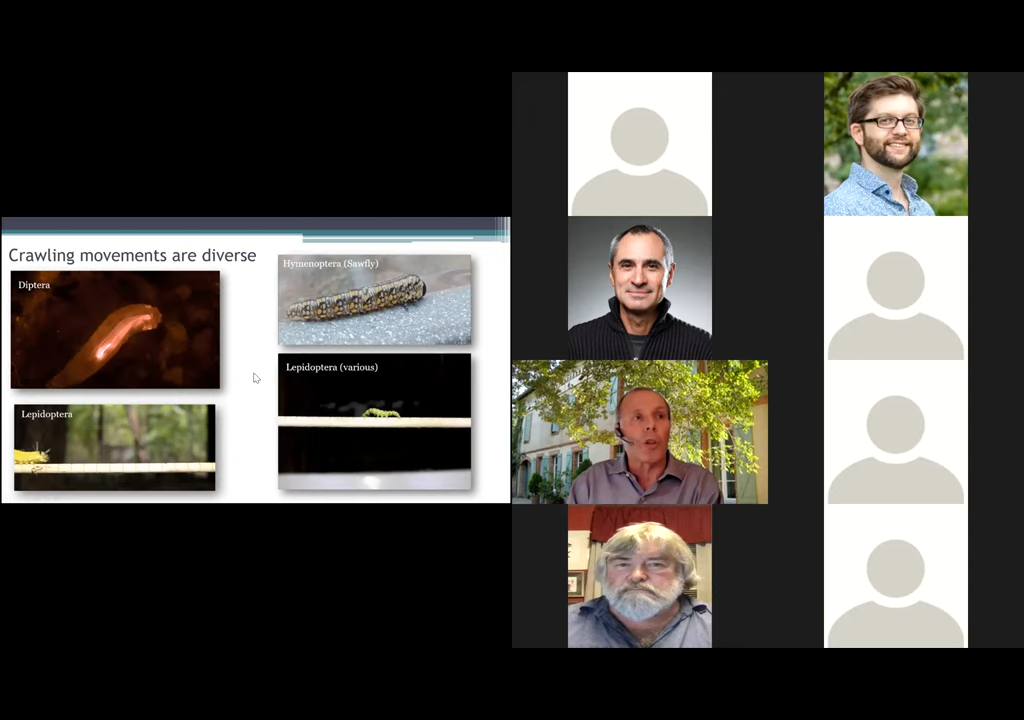 Crawling movements are diverse
Diptera
Hymenoptera (Sawfly)
Lepidoptera (various)
Lepidoptera